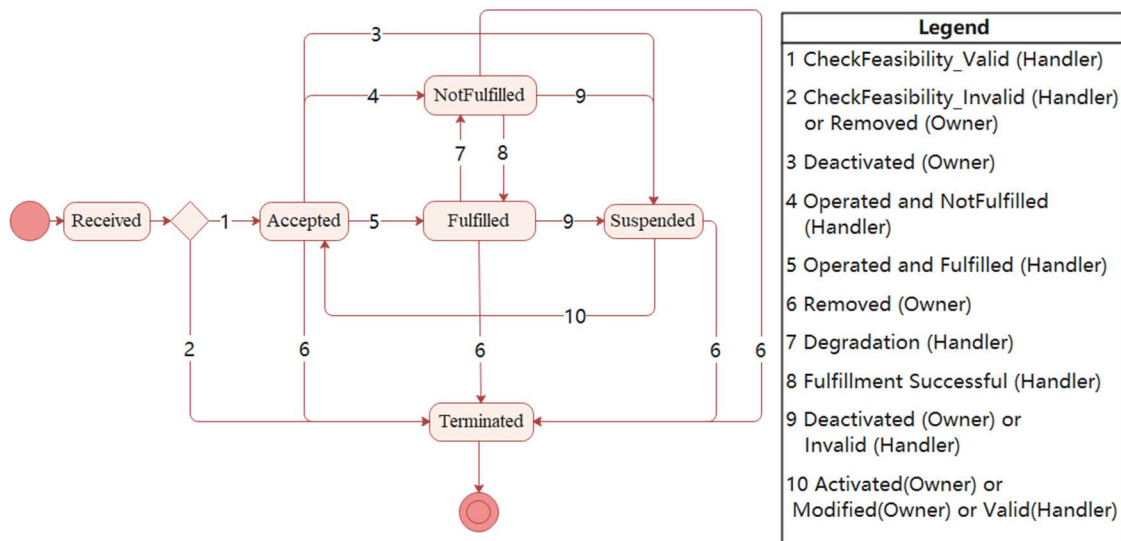 3
4
NotFulfilled
9
7
8
Received
1
Accepted
5
Fulfilled
9
Suspended
10
2
6
6
6
6
Terminated
Legend
1 CheckFeasibility_Valid (Handler)
2 CheckFeasibility_Invalid (Handler)
or Removed (Owner)
3 Deactivated (Owner)
4 Operated and NotFulfilled
(Handler)
5 Operated and Fulfilled (Handler)
6 Removed (Owner)
7 Degradation (Handler)
8 Fulfillment Successful (Handler)
9 Deactivated (Owner) or
Invalid (Handler)
10 Activated(Owner) or
Modified(Owner) or Valid(Handler)